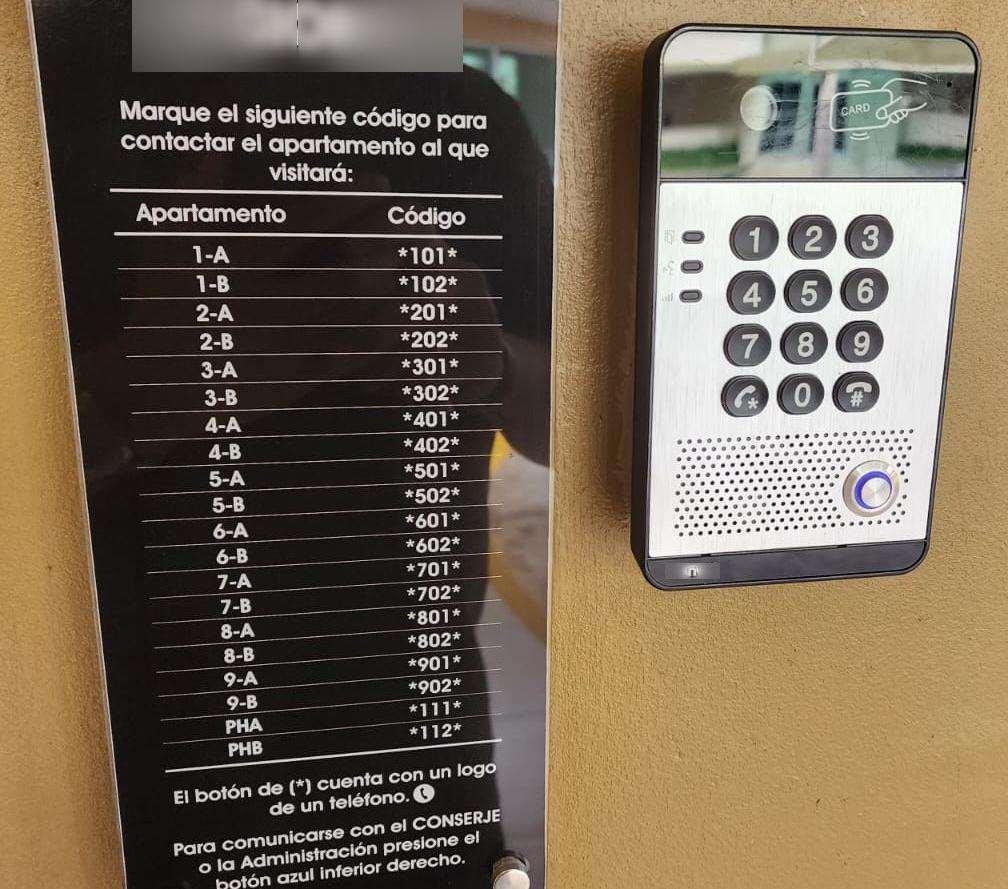 Marque el siguiente código para
contactar el apartamento al que
visitará:
Apartamento Código
1-A *101*
1-B *102*
2-A *201*
2-B *202*
3-A *301*
3-B *302*
4-A *401*
4-B *402*
5-A *501*
5-B *502*
6-A *601*
6-B *602*
7-A *701*
7-B *702*
8-A *801*
8-B *802*
9-A *901*
9-B *902*
PHA *111*
PHB *112*
El botón de (*) cuenta con un logo
de un teléfono.
Para comunicarse con el CONSERJE
o la Administración presione el
botón azul inferior derecho.
CARD
1 2 3
4 5 6
7 8 9
* 0 #